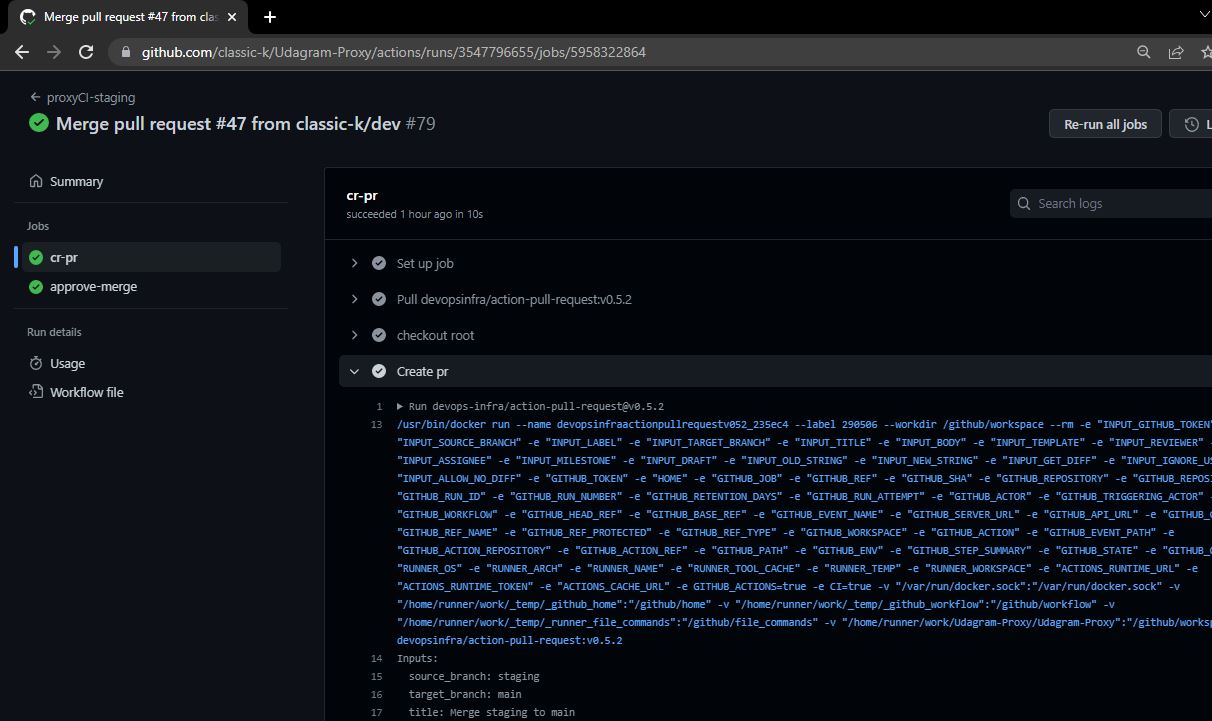 Merge pull request #47 from clas
github.com/classic-k/Udagram-Proxy/actions/runs/3547796655/jobs/5958322864
proxyCI-staging
Merge pull request #47 from classic-k/dev #79
Re-run all jobs
L
Summary
Jobs
cr-pr
approve-merge
Run details
Usage
Workflow file
cr-pr
succeeded 1 hour ago in 10s
Search logs
Set up job
Pull devopsinfra/action-pull-request:v0.5.2
checkout root
Create pr
1 ▶ Run devops-infra/action-pull-request@v0.5.2
13 /usr/bin/docker run --name devopsinfraactionpullrequestv052_235ec4 --label 290506 --workdir /github/workspace --rm -e "INPUT_GITHUB_TOKEN"
"INPUT_SOURCE_BRANCH" -e "INPUT_LABEL" -e "INPUT_TARGET_BRANCH" -e "INPUT_TITLE" -e "INPUT_BODY" -e "INPUT_TEMPLATE" -e "INPUT_REVIEWER" -
"INPUT_ASSIGNEE" -e "INPUT_MILESTONE" -e "INPUT_DRAFT" -e "INPUT_OLD_STRING" -e "INPUT_NEW_STRING" -e "INPUT_GET_DIFF" -e "INPUT_IGNORE_US
"INPUT_ALLOW_NO_DIFF" -e "GITHUB_TOKEN" -e "HOME" -e "GITHUB_JOB" -e "GITHUB_REF" -e "GITHUB_SHA" -e "GITHUB_REPOSITORY" -e "GITHUB_REPOSI
"GITHUB_RUN_ID" -e "GITHUB_RUN_NUMBER" -e "GITHUB_RETENTION_DAYS" -e "GITHUB_RUN_ATTEMPT" -e "GITHUB_ACTOR" -e "GITHUB_TRIGGERING_ACTOR" -
"GITHUB_WORKFLOW" -e "GITHUB_HEAD_REF" -e "GITHUB_BASE_REF" -e "GITHUB_EVENT_NAME" -e "GITHUB_SERVER_URL" -e "GITHUB_API_URL" -e "GITHUB_G
"GITHUB_REF_NAME" -e "GITHUB_REF_PROTECTED" -e "GITHUB_REF_TYPE" -e "GITHUB_WORKSPACE" -e "GITHUB_ACTION" -e "GITHUB_EVENT_PATH" -e
"GITHUB_ACTION_REPOSITORY" -e "GITHUB_ACTION_REF" -e "GITHUB_PATH" -e "GITHUB_ENV" -e "GITHUB_STEP_SUMMARY" -e "GITHUB_STATE" -e "GITHUB_O
"RUNNER_OS" -e "RUNNER_ARCH" -e "RUNNER_NAME" -e "RUNNER_TOOL_CACHE" -e "RUNNER_TEMP" -e "RUNNER_WORKSPACE" -e "ACTIONS_RUNTIME_URL" -e
"ACTIONS_RUNTIME_TOKEN" -e "ACTIONS_CACHE_URL" -e GITHUB_ACTIONS=true -e CI=true -v "/var/run/docker.sock":"/var/run/docker.sock" -v
"/home/runner/work/_temp/_github_home":"/github/home" -v "/home/runner/work/_temp/_github_workflow":"/github/workflow" -v
"/home/runner/work/_temp/_runner_file_commands":"/github/file_commands" -v "/home/runner/work/Udagram-Proxy/Udagram-Proxy":"/github/worksp
devopsinfra/action-pull-request:v0.5.2
14 Inputs:
15 source_branch: staging
16 target_branch: main
17 title: Merge staging to main